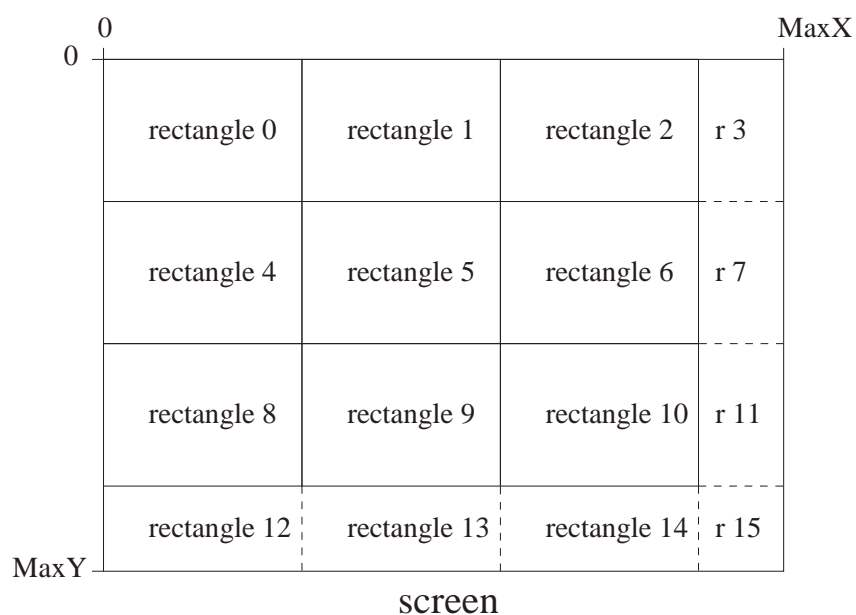 0 MaxX
0
rectangle 0 rectangle 1 rectangle 2 r 3
rectangle 4 rectangle 5 rectangle 6 r 7
rectangle 8 rectangle 9 rectangle 10 r 11
rectangle 12 rectangle 13 rectangle 14 r 15
MaxY
screen